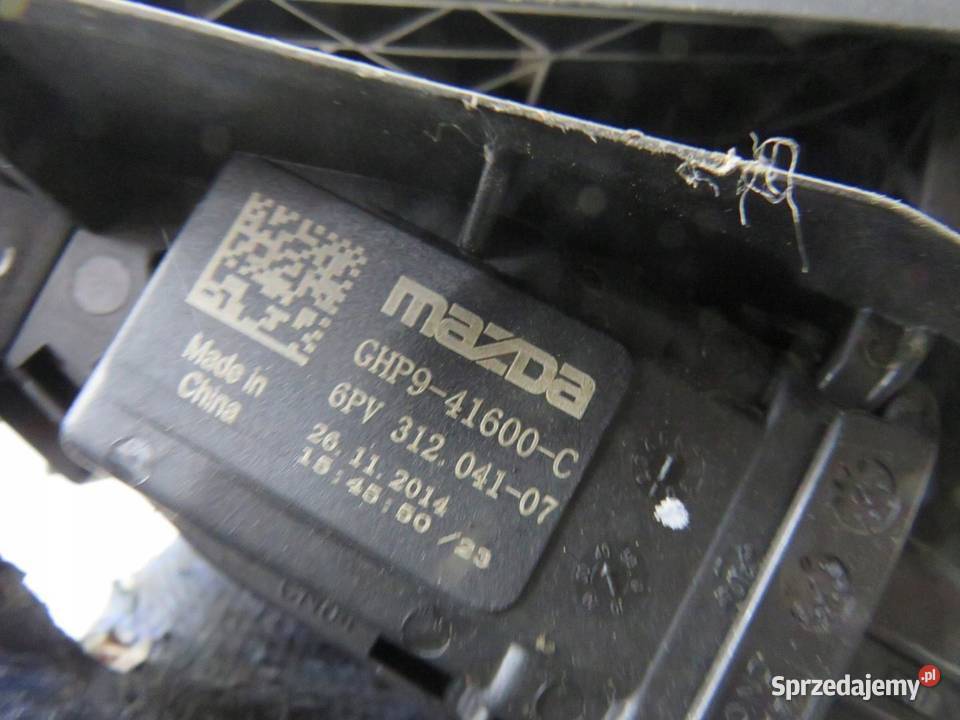 mazda
GHP9-41600-C
6PV 312.041-07
26.11.2014
15:45:50 /23
Made in
China
Sprzedajemy.pl